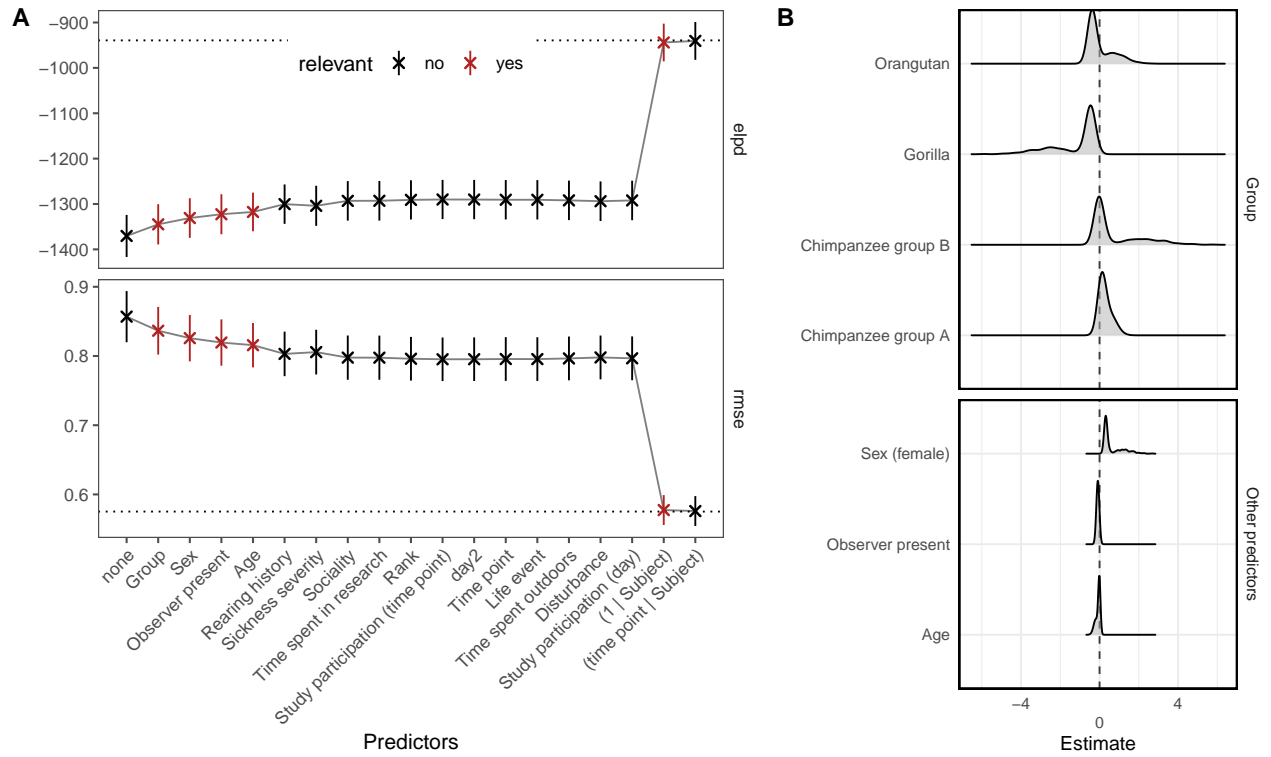 A
−900
−1000
−1100
−1200
−1300
−1400
relevant no yes
elpd
0.9
0.8
0.7
0.6
rmse
none
Group
Sex
Observer present
Age
Rearing history
Sickness severity
Sociality
Time spent in research
Rank
Study participation (time point)
day2
Time point
Life event
Time spent outdoors
Disturbance
Study participation (day)
(1 | Subject)
(time point | Subject)
Predictors
B
Orangutan
Gorilla
Chimpanzee group B
Chimpanzee group A
Group
Sex (female)
Observer present
Age
Other predictors
−4
0
4
Estimate